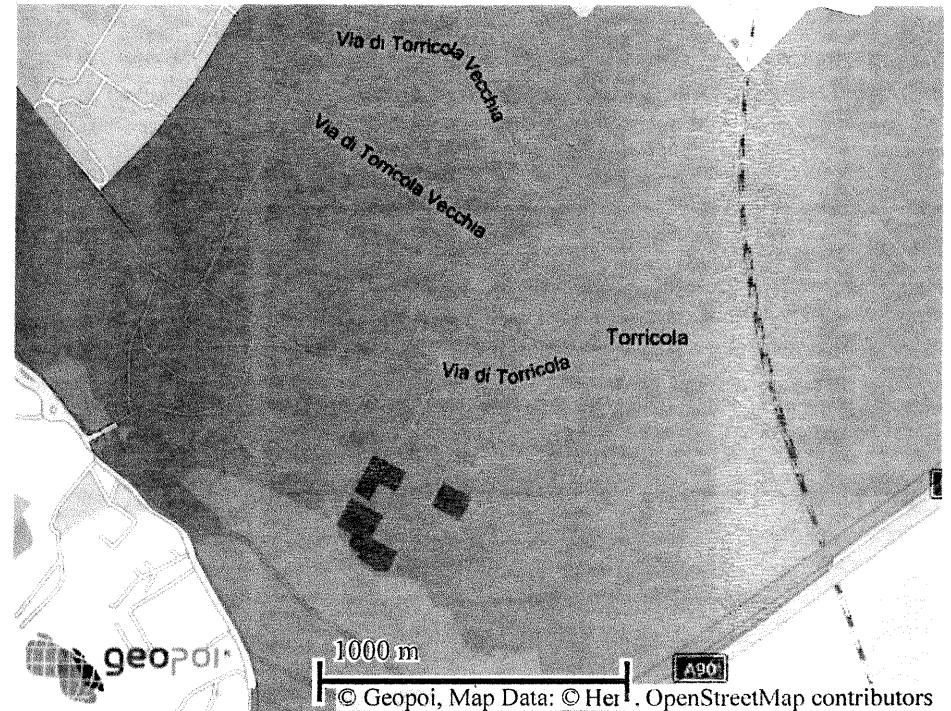 Via di Torricola Vecchia
Via di Torricola Vecchia
Torricola
Via di Torricola
geopoi
1000 m
A90
© Geopoi, Map Data: © Her . OpenStreetMap contributors